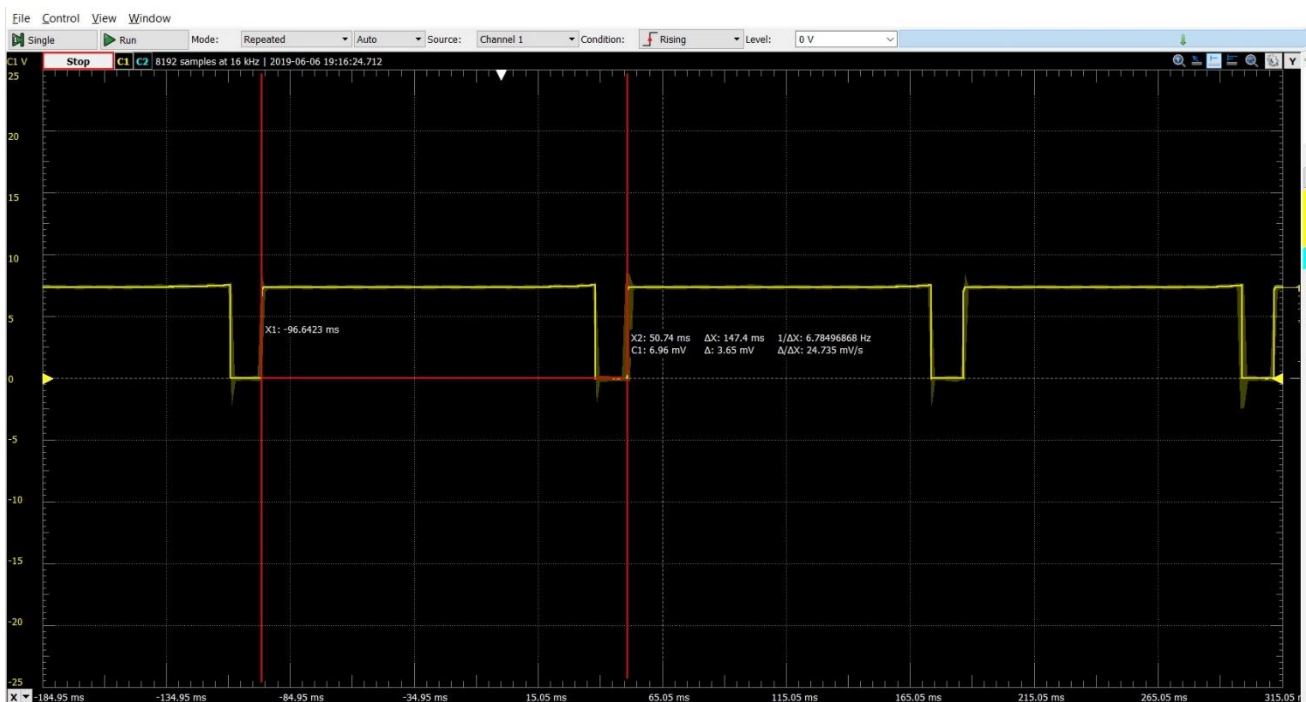 File Control View Window
Single Run Mode: Repeated Auto Source: Channel 1 Condition: Rising Level: 0 V
C1 V Stop C1 C2 8192 samples at 16 kHz | 2019-06-06 19:16:24.712 Y
25
20
15
10
5
X1: -96.6423 ms
X2: 50.74 ms ΔX: 147.4 ms 1/ΔX: 6.78496868 Hz
C1: 6.96 mV Δ: 3.65 mV Δ/ΔX: 24.735 mV/s
0
-5
-10
-15
-20
-25
X -184.95 ms -134.95 ms -84.95 ms -34.95 ms 15.05 ms 65.05 ms 115.05 ms 165.05 ms 215.05 ms 265.05 ms 315.05